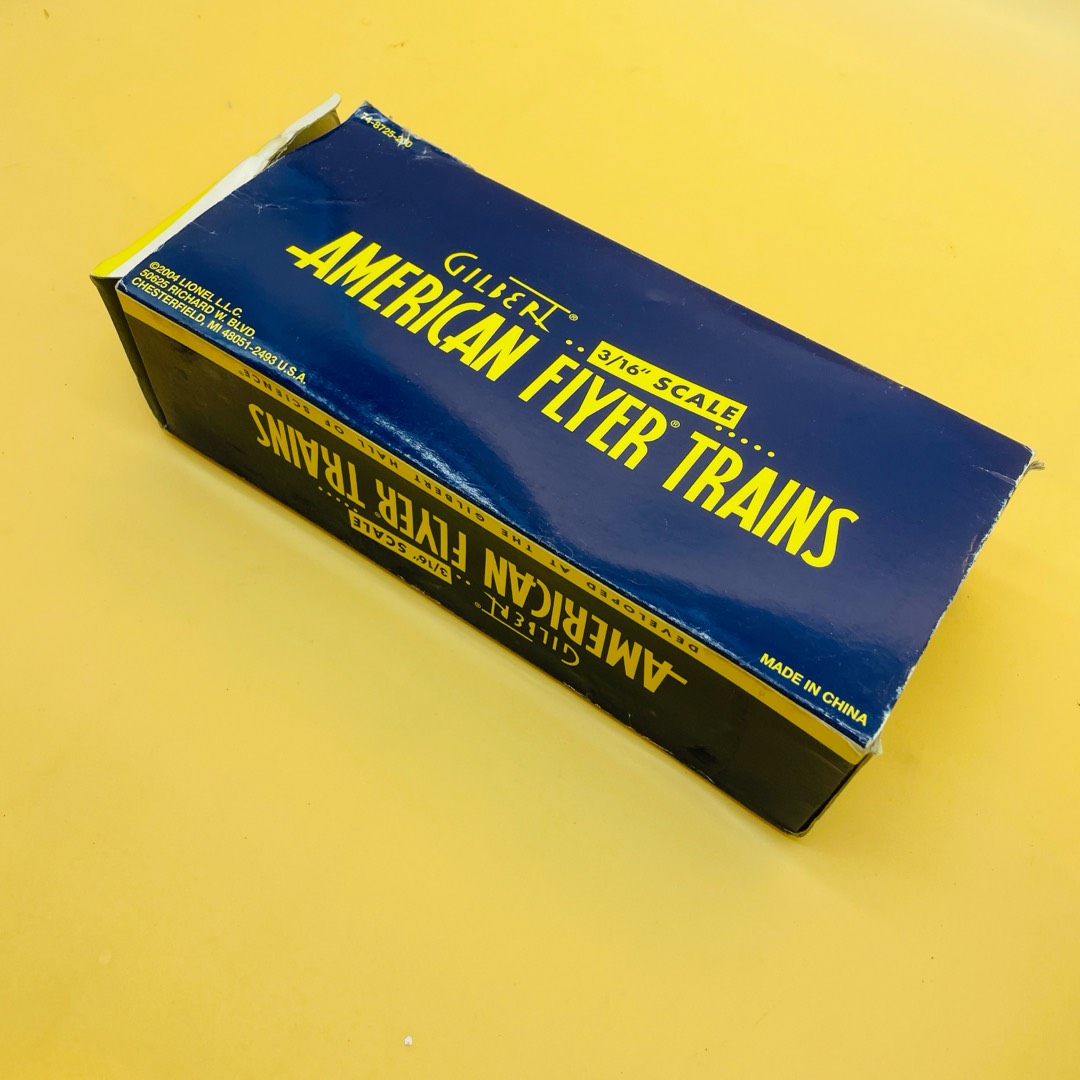 74-8725-200
GILBERT®
3/16" SCALE
AMERICAN FLYER® TRAINS
©2004 LIONEL L.L.C.
50625 RICHARD W. BLVD.
CHESTERFIELD, MI 48051-2493 U.S.A.
MADE IN CHINA
DEVELOPED AT THE GILBERT HALL OF SCIENCE®
GILBERT®
3/16" SCALE
AMERICAN FLYER TRAINS